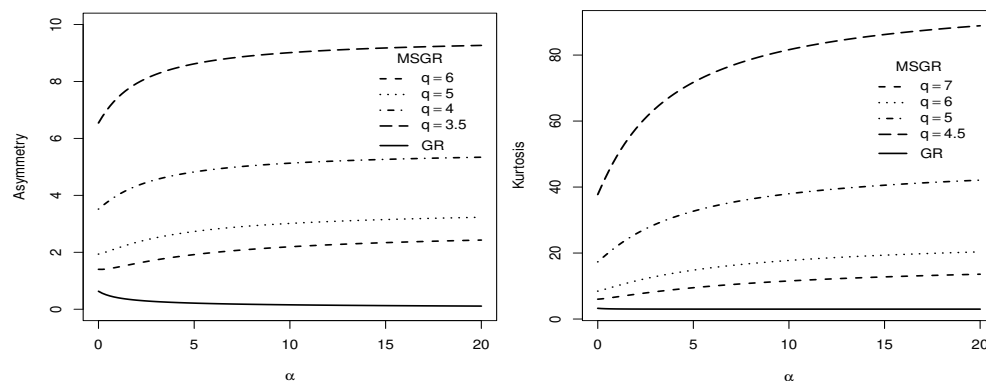 Asymmetry
10
8
6
4
2
0
MSGR
q = 6
q = 5
q = 4
q = 3.5
GR
0 5 10 15 20
α
Kurtosis
80
60
40
20
0
MSGR
q = 7
q = 6
q = 5
q = 4.5
GR
0 5 10 15 20
α